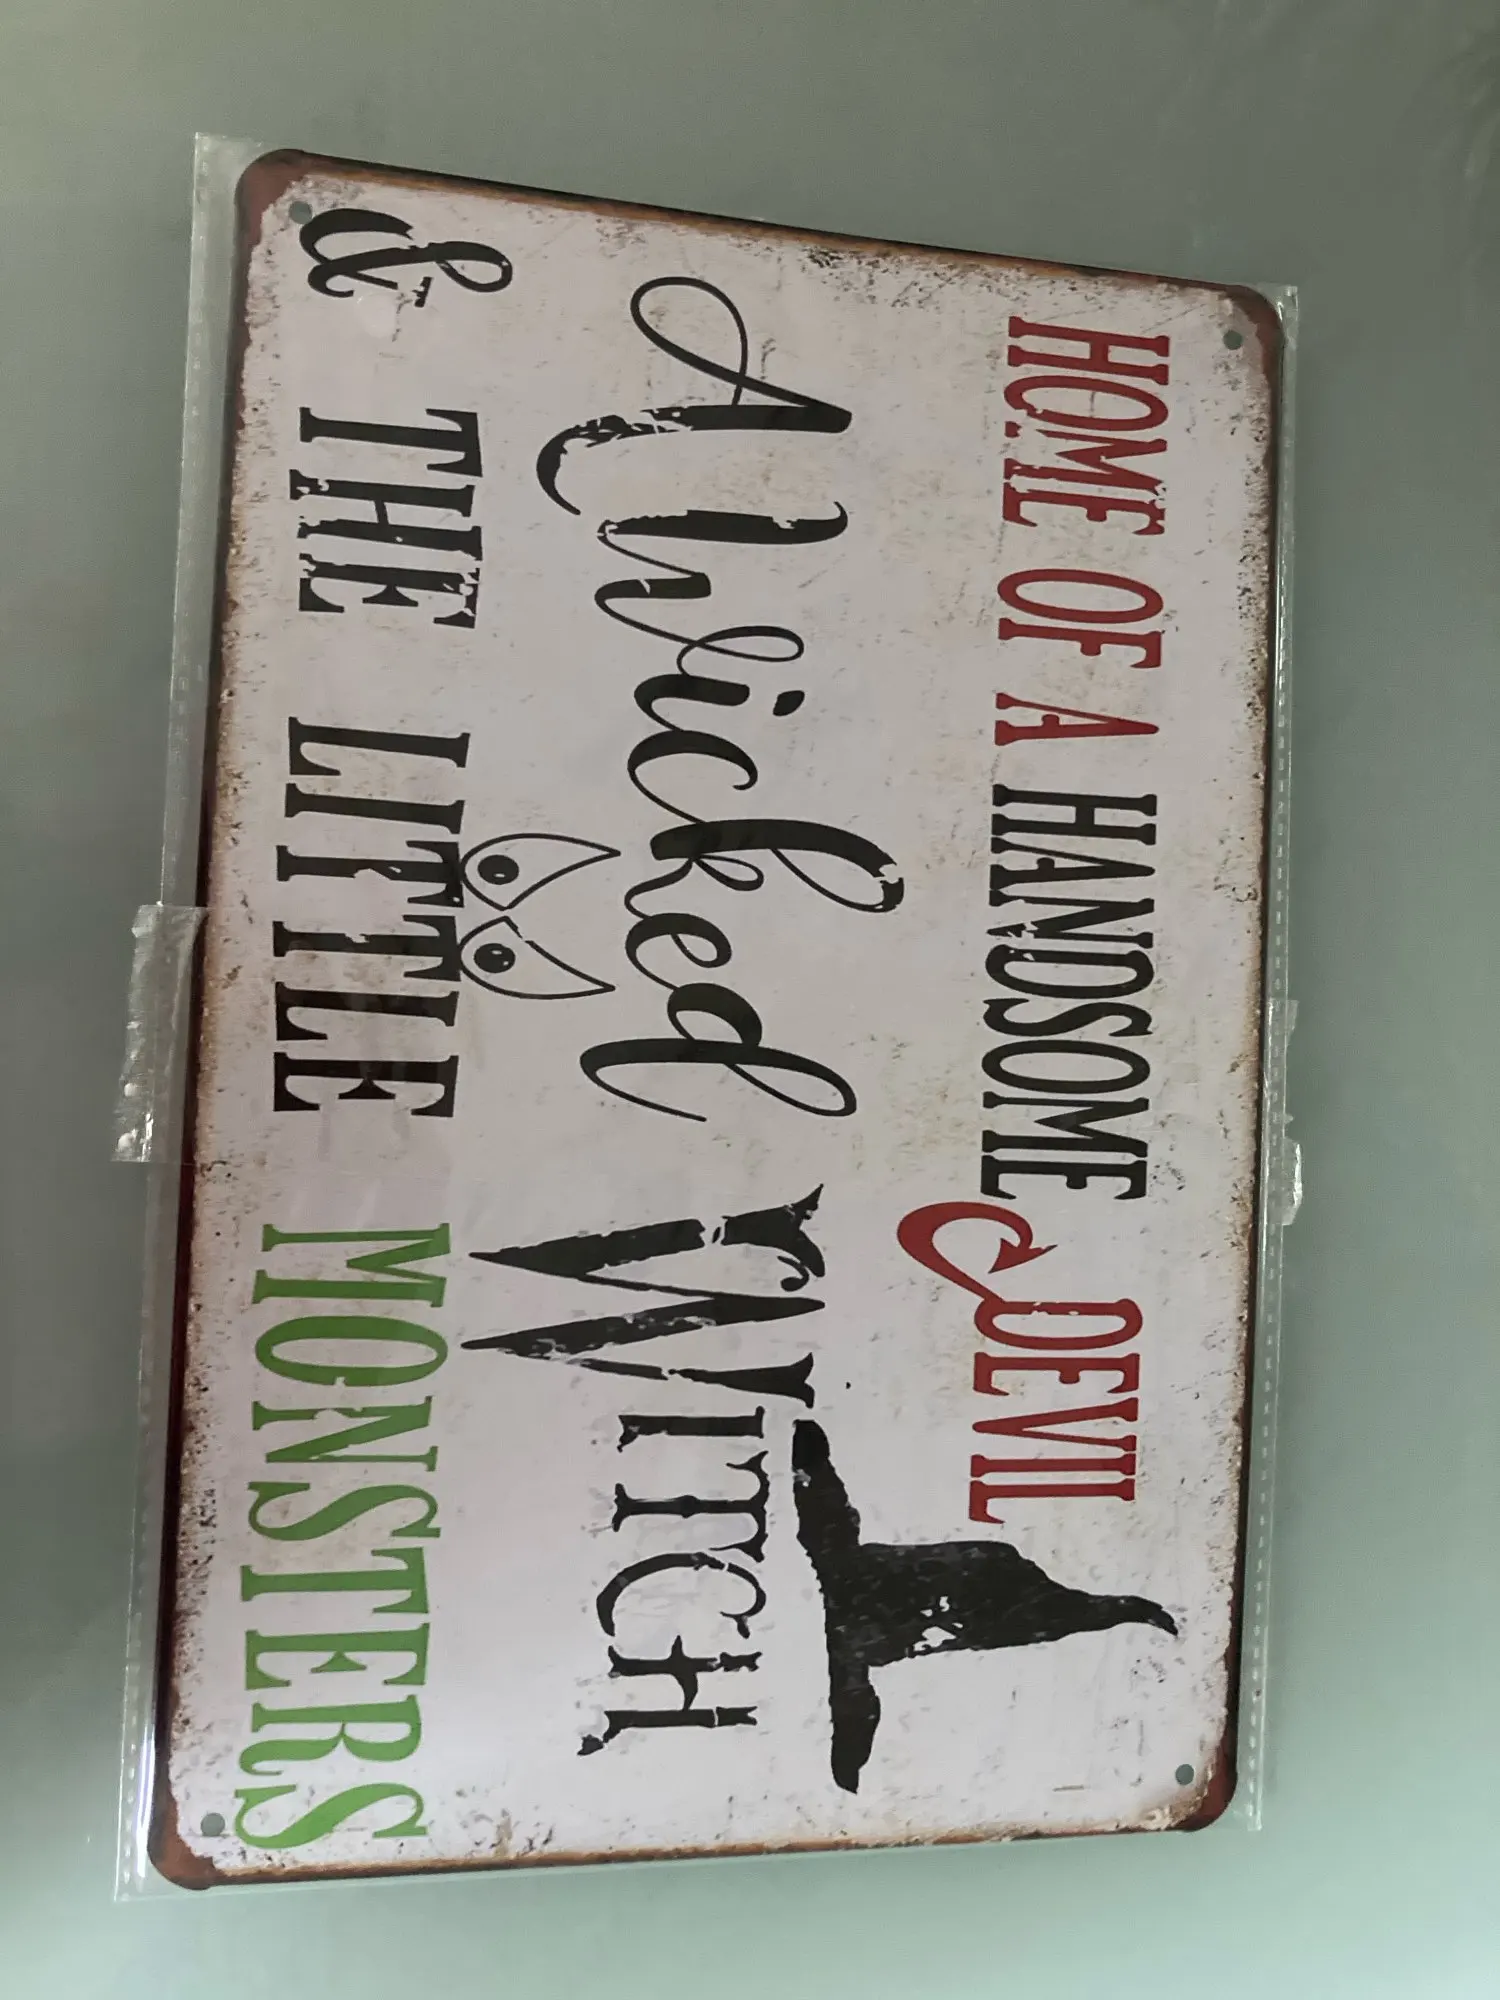 HOME OF A HANDSOME DEVIL
A Wicked WITCH
& THE LITTLE MONSTERS